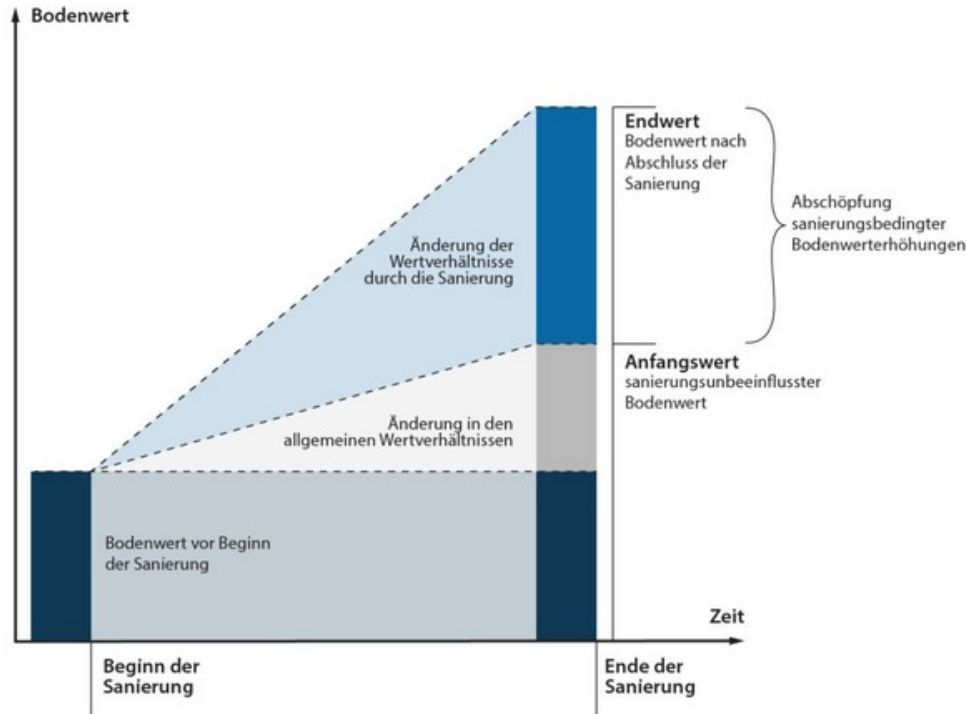 Bodenwert
Endwert
Bodenwert nach
Abschluss der
Sanierung
Abschöpfung
sanierungsbedingter
Bodenwerterhöhungen
Änderung der
Wertverhältnisse
durch die Sanierung
Anfangswert
sanierungsunbeeinflusster
Bodenwert
Änderung in den
allgemeinen Wertverhältnissen
Bodenwert vor Beginn
der Sanierung
Zeit
Beginn der
Sanierung
Ende der
Sanierung